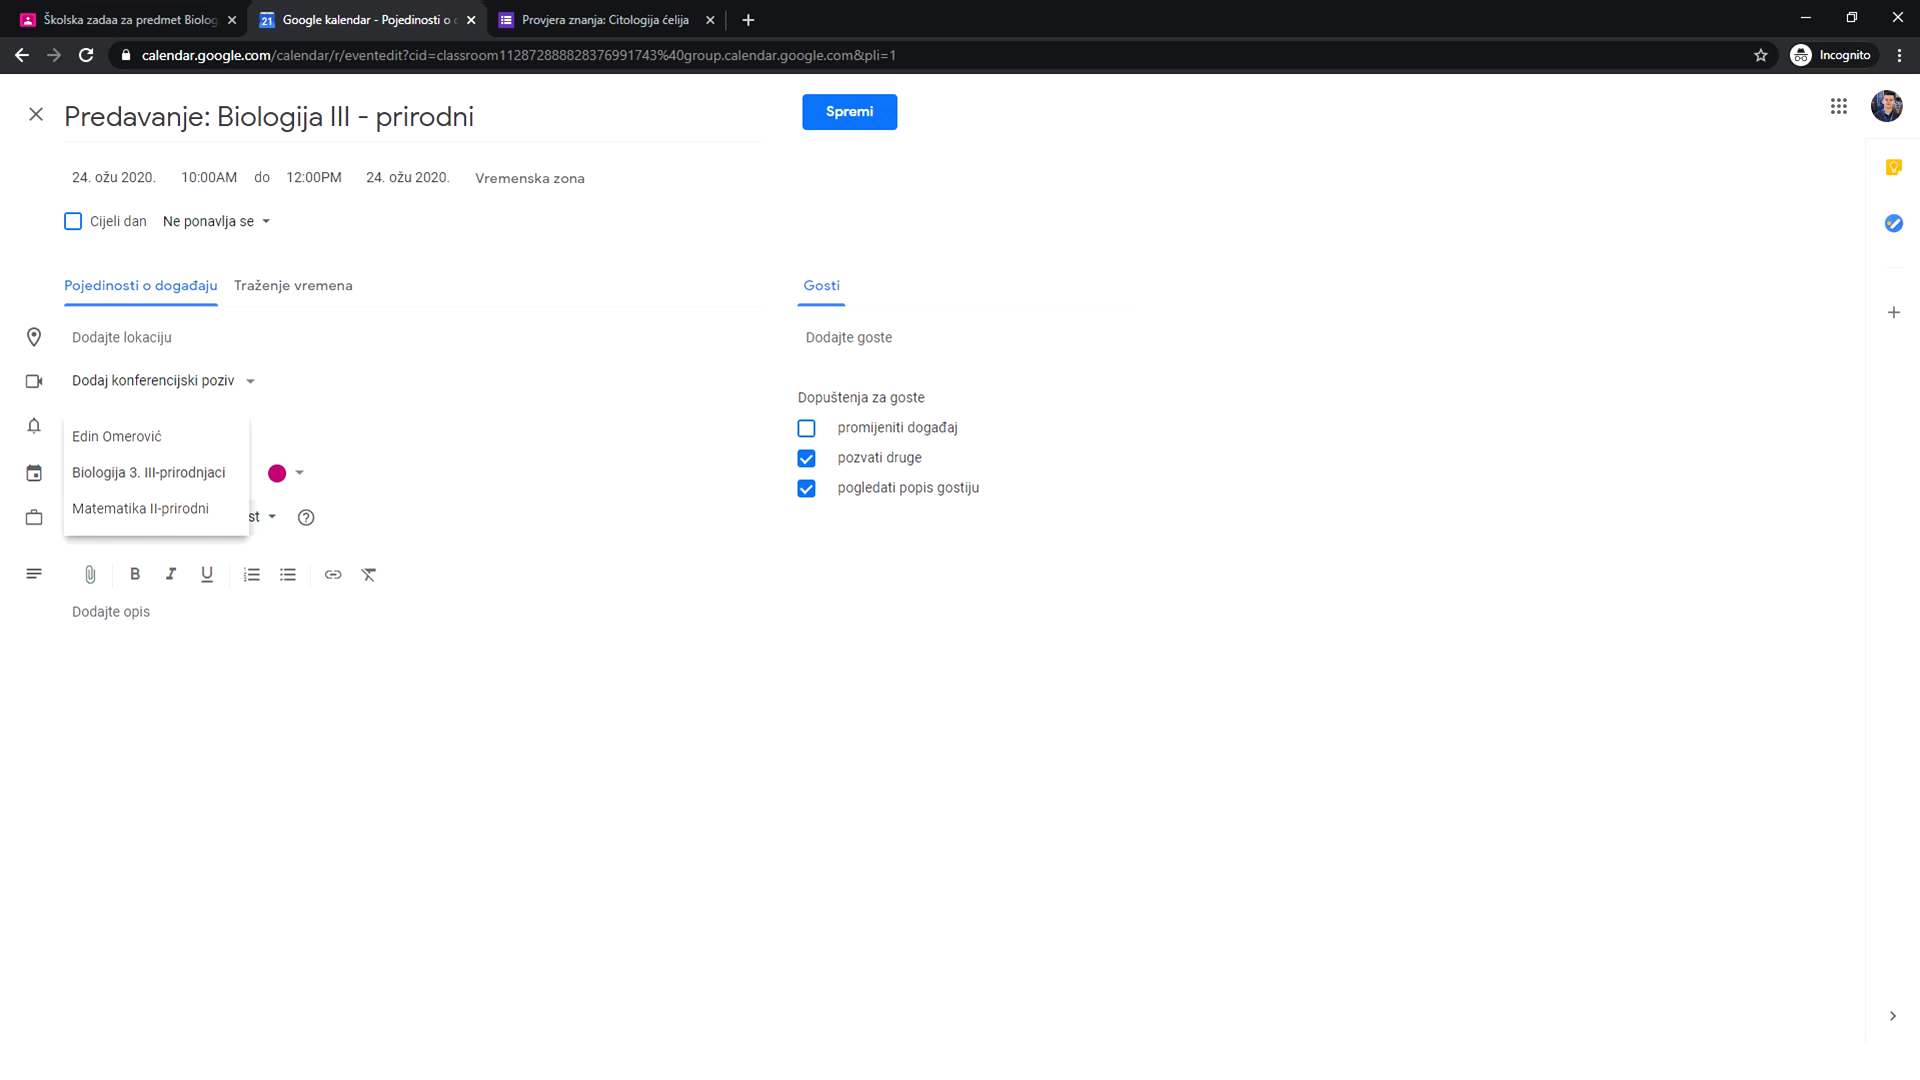 Školska zadaa za predmet Biolog
Google kalendar - Pojedinosti o
Provjera znanja: Citologija ćelija
calendar.google.com/calendar/r/eventedit?cid=classroom112872888828376991743%40group.calendar.google.com&pli=1
Incognito
Predavanje: Biologija III - prirodni
Spremi
24. ožu 2020. 10:00AM do 12:00PM 24. ožu 2020. Vremenska zona
Cijeli dan Ne ponavlja se
Pojedinosti o događaju Traženje vremena
Gosti
Dodajte lokaciju
Dodajte goste
Dodaj konferencijski poziv
Dopuštenja za goste
promijeniti događaj
Edin Omerović
pozvati druge
Biologija 3. III-prirodnjaci
pogledati popis gostiju
Matematika II-prirodni
st
B I U
Dodajte opis